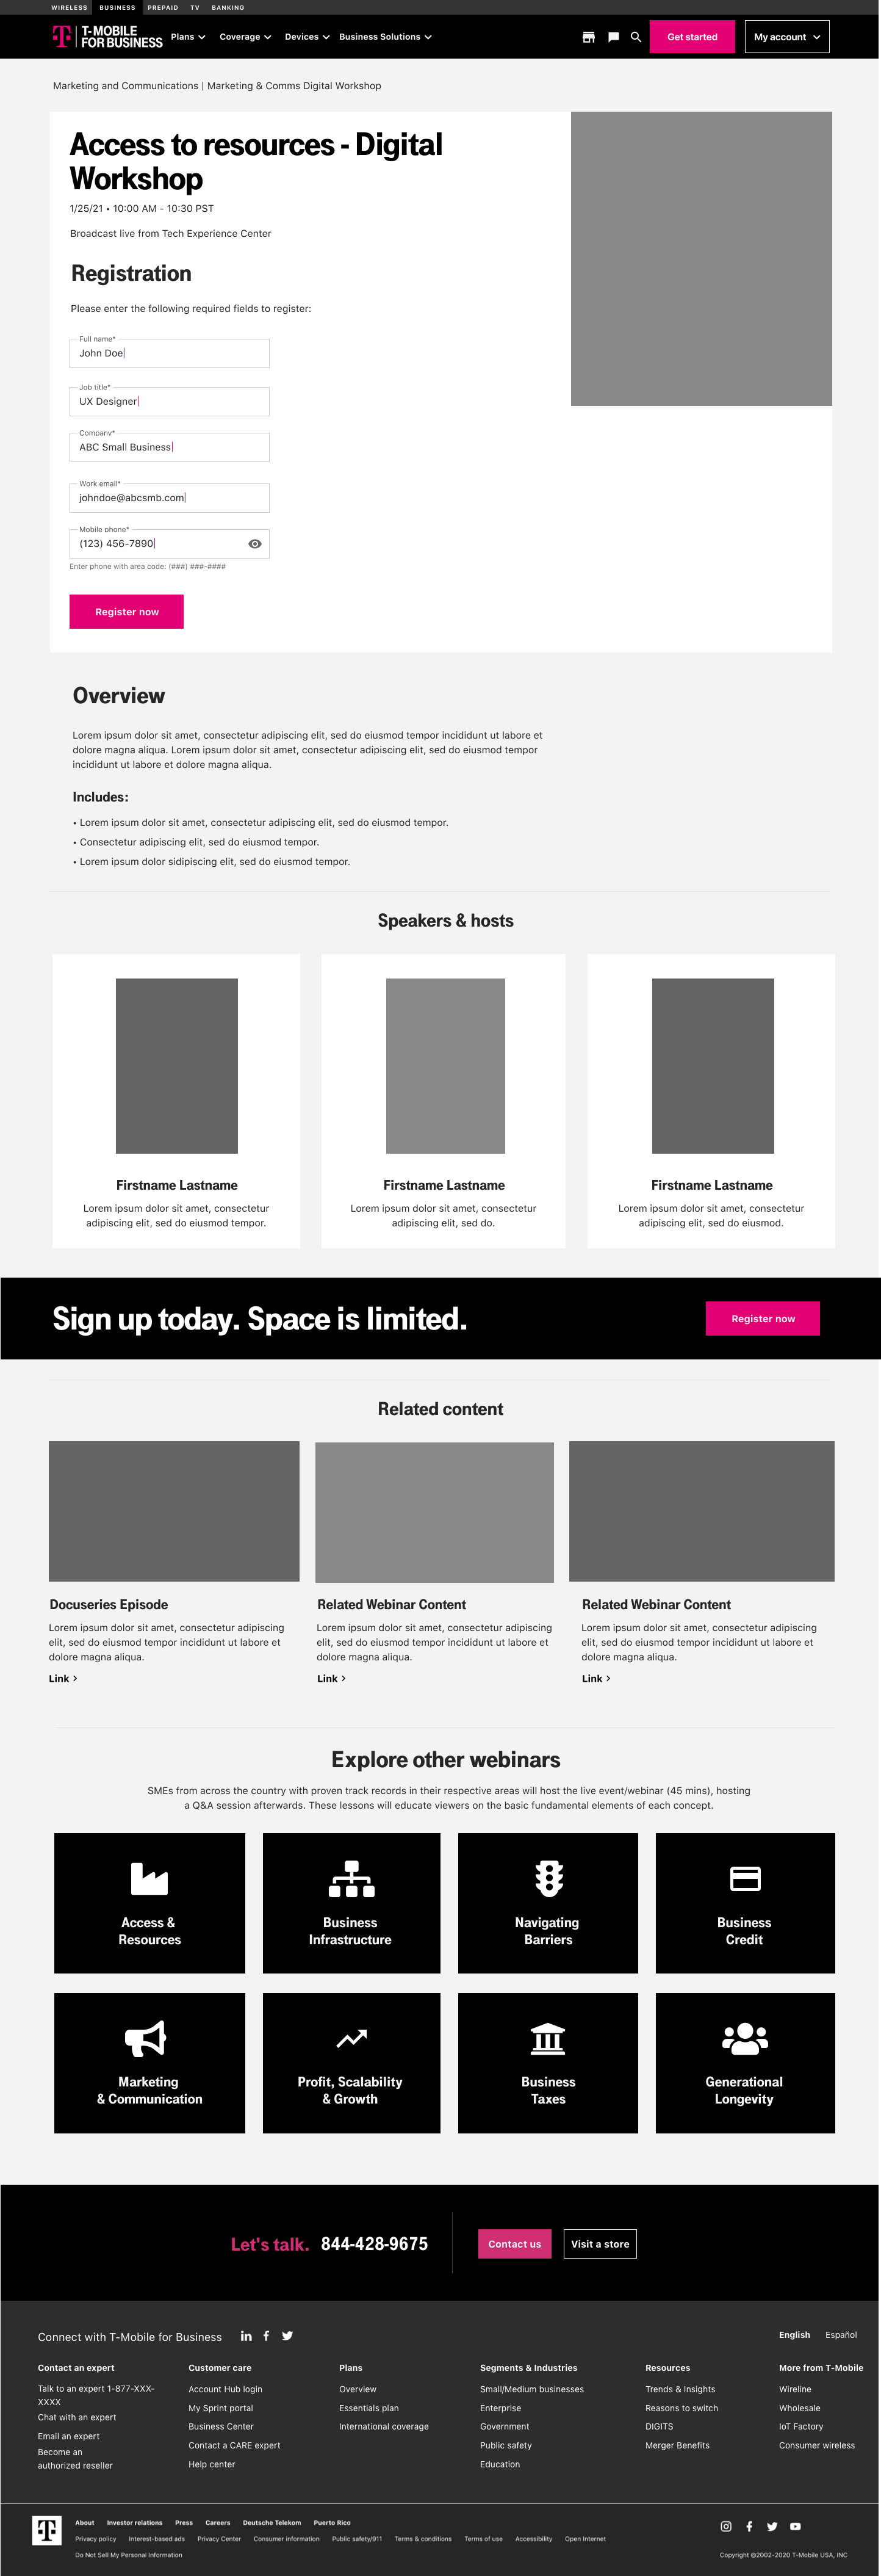 WIRELESS BUSINESS PREPAID TV BANKING
T-MOBILE
FOR BUSINESS
Plans Coverage Devices Business Solutions Get started My account
Marketing and Communications | Marketing & Comms Digital Workshop
Access to resources - Digital
Workshop
1/25/21 • 10:00 AM - 10:30 PST
Broadcast live from Tech Experience Center
Registration
Please enter the following required fields to register:
Full name*
John Doe
Job title*
UX Designer
Company*
ABC Small Business
Work email*
johndoe@abcsmb.com
Mobile phone*
(123) 456-7890
Enter phone with area code: (###) ###-####
Register now
Overview
Lorem ipsum dolor sit amet, consectetur adipiscing elit, sed do eiusmod tempor incididunt ut labore et
dolore magna aliqua. Lorem ipsum dolor sit amet, consectetur adipiscing elit, sed do eiusmod tempor
incididunt ut labore et dolore magna aliqua.
Includes:
• Lorem ipsum dolor sit amet, consectetur adipiscing elit, sed do eiusmod tempor.
• Consectetur adipiscing elit, sed do eiusmod tempor.
• Lorem ipsum dolor sidipiscing elit, sed do eiusmod tempor.
Speakers & hosts
Firstname Lastname
Lorem ipsum dolor sit amet, consectetur
adipiscing elit, sed do eiusmod tempor.
Firstname Lastname
Lorem ipsum dolor sit amet, consectetur
adipiscing elit, sed do.
Firstname Lastname
Lorem ipsum dolor sit amet, consectetur
adipiscing elit, sed do eiusmod.
Sign up today. Space is limited.
Register now
Related content
Docuseries Episode
Lorem ipsum dolor sit amet, consectetur adipiscing
elit, sed do eiusmod tempor incididunt ut labore et
dolore magna aliqua.
Link >
Related Webinar Content
Lorem ipsum dolor sit amet, consectetur adipiscing
elit, sed do eiusmod tempor incididunt ut labore et
dolore magna aliqua.
Link >
Related Webinar Content
Lorem ipsum dolor sit amet, consectetur adipiscing
elit, sed do eiusmod tempor incididunt ut labore et
dolore magna aliqua.
Link >
Explore other webinars
SMEs from across the country with proven track records in their respective areas will host the live event/webinar (45 mins), hosting
a Q&A session afterwards. These lessons will educate viewers on the basic fundamental elements of each concept.
Access &
Resources
Business
Infrastructure
Navigating
Barriers
Business
Credit
Marketing
& Communication
Profit, Scalability
& Growth
Business
Taxes
Generational
Longevity
Let's talk. 844-428-9675
Contact us
Visit a store
Connect with T-Mobile for Business
English Español
Contact an expert
Talk to an expert 1-877-XXX-
XXXX
Chat with an expert
Email an expert
Become an
authorized reseller
Customer care
Account Hub login
My Sprint portal
Business Center
Contact a CARE expert
Help center
Plans
Overview
Essentials plan
International coverage
Segments & Industries
Small/Medium businesses
Enterprise
Government
Public safety
Education
Resources
Trends & Insights
Reasons to switch
DIGITS
Merger Benefits
More from T-Mobile
Wireline
Wholesale
IoT Factory
Consumer wireless
About Investor relations Press Careers Deutsche Telekom Puerto Rico
Privacy policy Interest-based ads Privacy Center Consumer information Public safety/911 Terms & conditions Terms of use Accessibility Open Internet
Do Not Sell My Personal Information
Copyright ©2002-2020 T-Mobile USA, INC